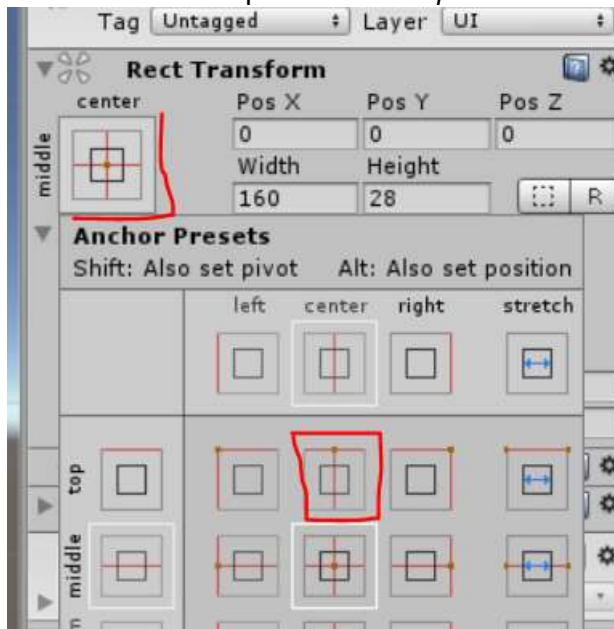 Tag Untagged Layer UI
Rect Transform
center Pos X Pos Y Pos Z
middle
0 0 0
Width Height
160 28 R
Anchor Presets
Shift: Also set pivot Alt: Also set position
left center right stretch
top
middle